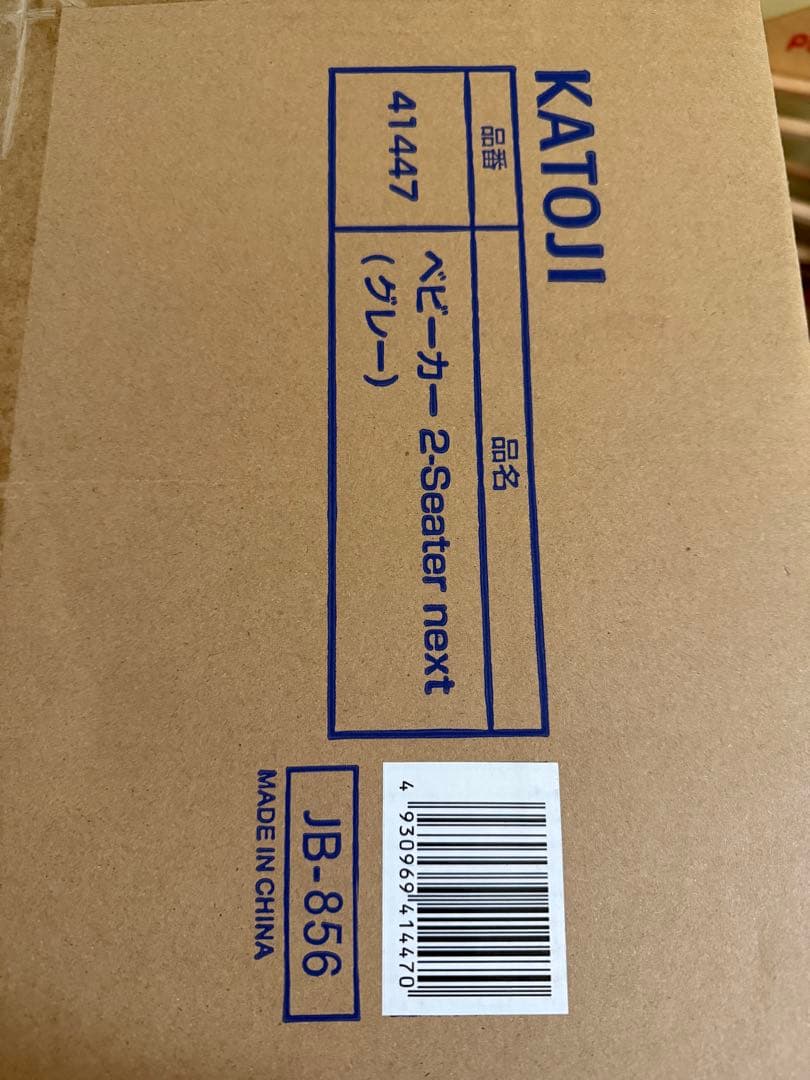 KATOJI
品番
品名
41447
ベビーカー 2-Seater next
(グレー)
4 930969 414470
JB-856
MADE IN CHINA